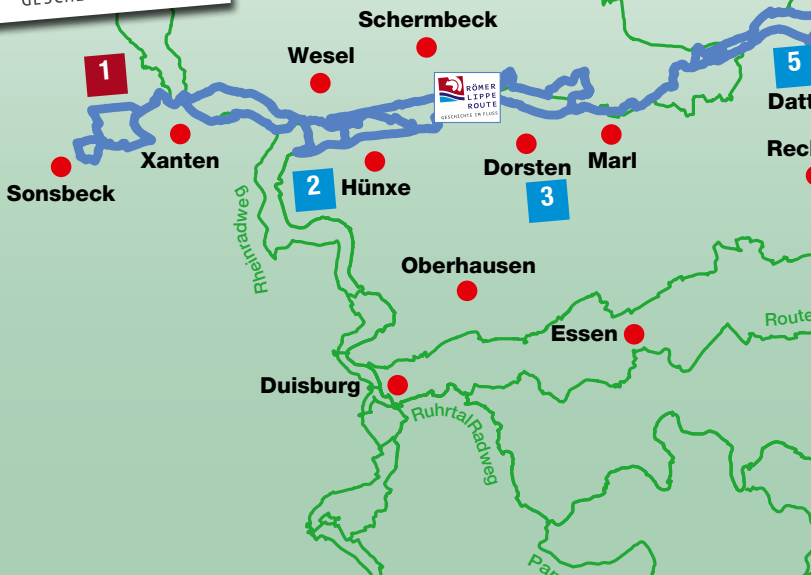 Schermbeck
Wesel
1
5
RÖMER
LIPPE
ROUTE
GESCHICHTE IM FLUSS
Xanten
Sonsbeck
2
Hünxe
Dorsten
Marl
3
Rheinradweg
Oberhausen
Essen
Route
Duisburg
RuhrtalRadweg